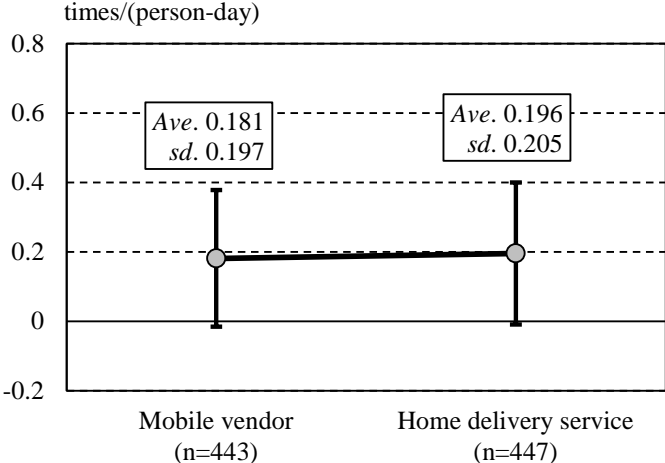 times/(person-day)
0.8
0.6
0.4
0.2
0
-0.2
Ave. 0.181
sd. 0.197
Ave. 0.196
sd. 0.205
Mobile vendor
(n=443)
Home delivery service
(n=447)